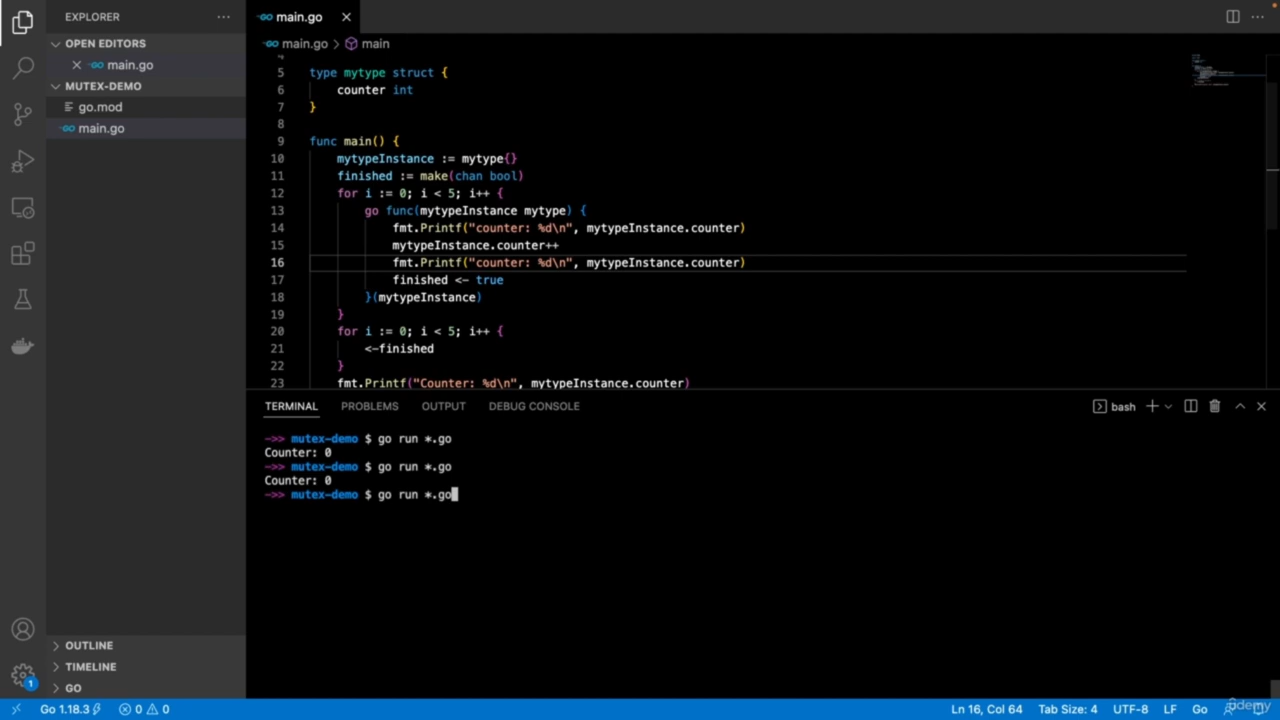 EXPLORER
main.go
OPEN EDITORS
main.go
main.go > main
MUTEX-DEMO
go.mod
main.go
5 type mytype struct {
6 counter int
7 }
8
9 func main() {
10 mytypeInstance := mytype{}
11 finished := make(chan bool)
12 for i := 0; i < 5; i++ {
13 go func(mytypeInstance mytype) {
14 fmt.Printf("counter: %d\n", mytypeInstance.counter)
15 mytypeInstance.counter++
16 fmt.Printf("counter: %d\n", mytypeInstance.counter)
17 finished <- true
18 }(mytypeInstance)
19 }
20 for i := 0; i < 5; i++ {
21 <-finished
22 }
23 fmt.Printf("Counter: %d\n", mytypeInstance.counter)
TERMINAL PROBLEMS OUTPUT DEBUG CONSOLE
bash
->> mutex-demo $ go run *.go
Counter: 0
->> mutex-demo $ go run *.go
Counter: 0
->> mutex-demo $ go run *.go
OUTLINE
TIMELINE
GO
1
Go 1.18.3 0 0
Ln 16, Col 64 Tab Size: 4 UTF-8 LF Go
udemy